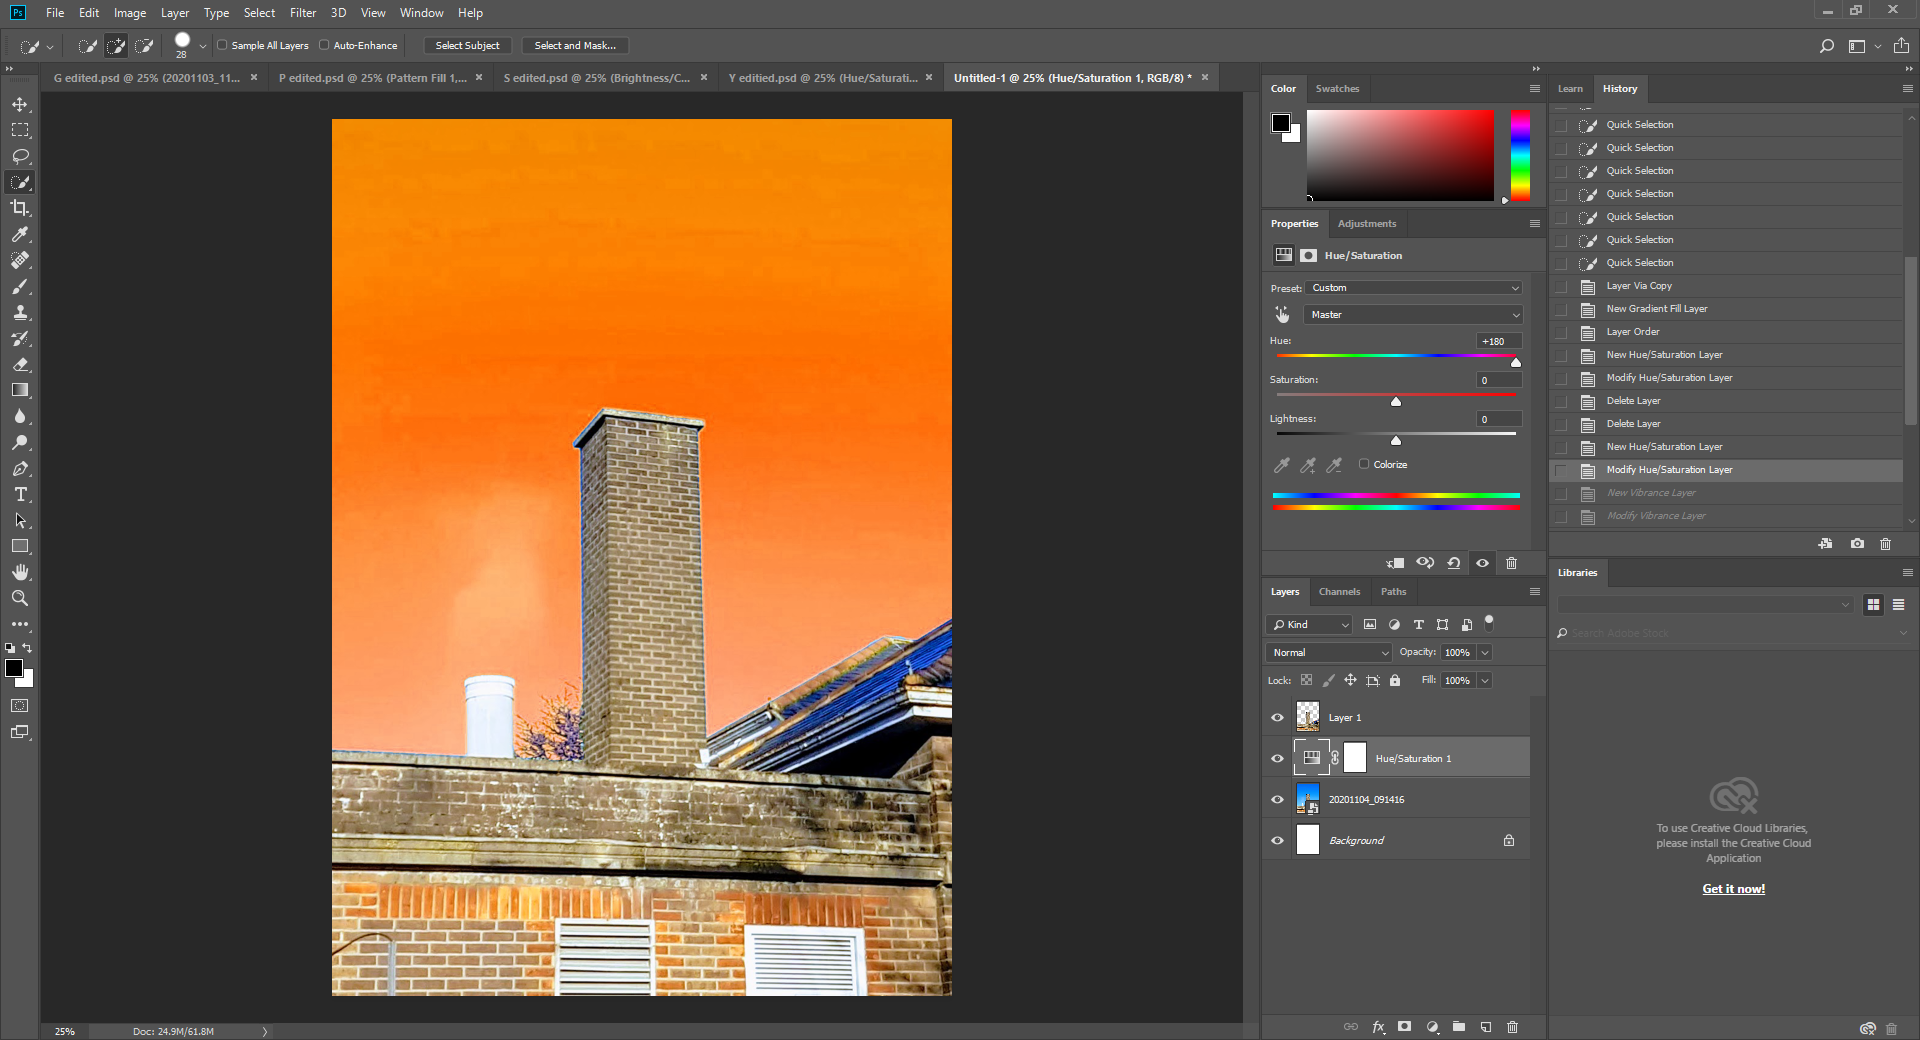 Ps File Edit Image Layer Type Select Filter 3D View Window Help
28 Sample All Layers Auto-Enhance Select Subject Select and Mask...
G edited.psd @ 25% (20201103_11... × P edited.psd @ 25% (Pattern Fill 1,... × S edited.psd @ 25% (Brightness/C... × Y editied.psd @ 25% (Hue/Saturati... × Untitled-1 @ 25% (Hue/Saturation 1, RGB/8) * ×
Color Swatches
Properties Adjustments
Hue/Saturation
Preset: Custom
Master
Hue: +180
Saturation: 0
Lightness: 0
Colorize
Layers Channels Paths
Kind
Normal Opacity: 100%
Lock: Fill: 100%
Layer 1
Hue/Saturation 1
20201104_091416
Background
Learn History
Quick Selection
Quick Selection
Quick Selection
Quick Selection
Quick Selection
Quick Selection
Quick Selection
Layer Via Copy
New Gradient Fill Layer
Layer Order
New Hue/Saturation Layer
Modify Hue/Saturation Layer
Delete Layer
Delete Layer
New Hue/Saturation Layer
Modify Hue/Saturation Layer
New Vibrance Layer
Modify Vibrance Layer
Libraries
Search Adobe Stock
To use Creative Cloud Libraries,
please install the Creative Cloud
Application
Get it now!
25% Doc: 24.9M/61.8M